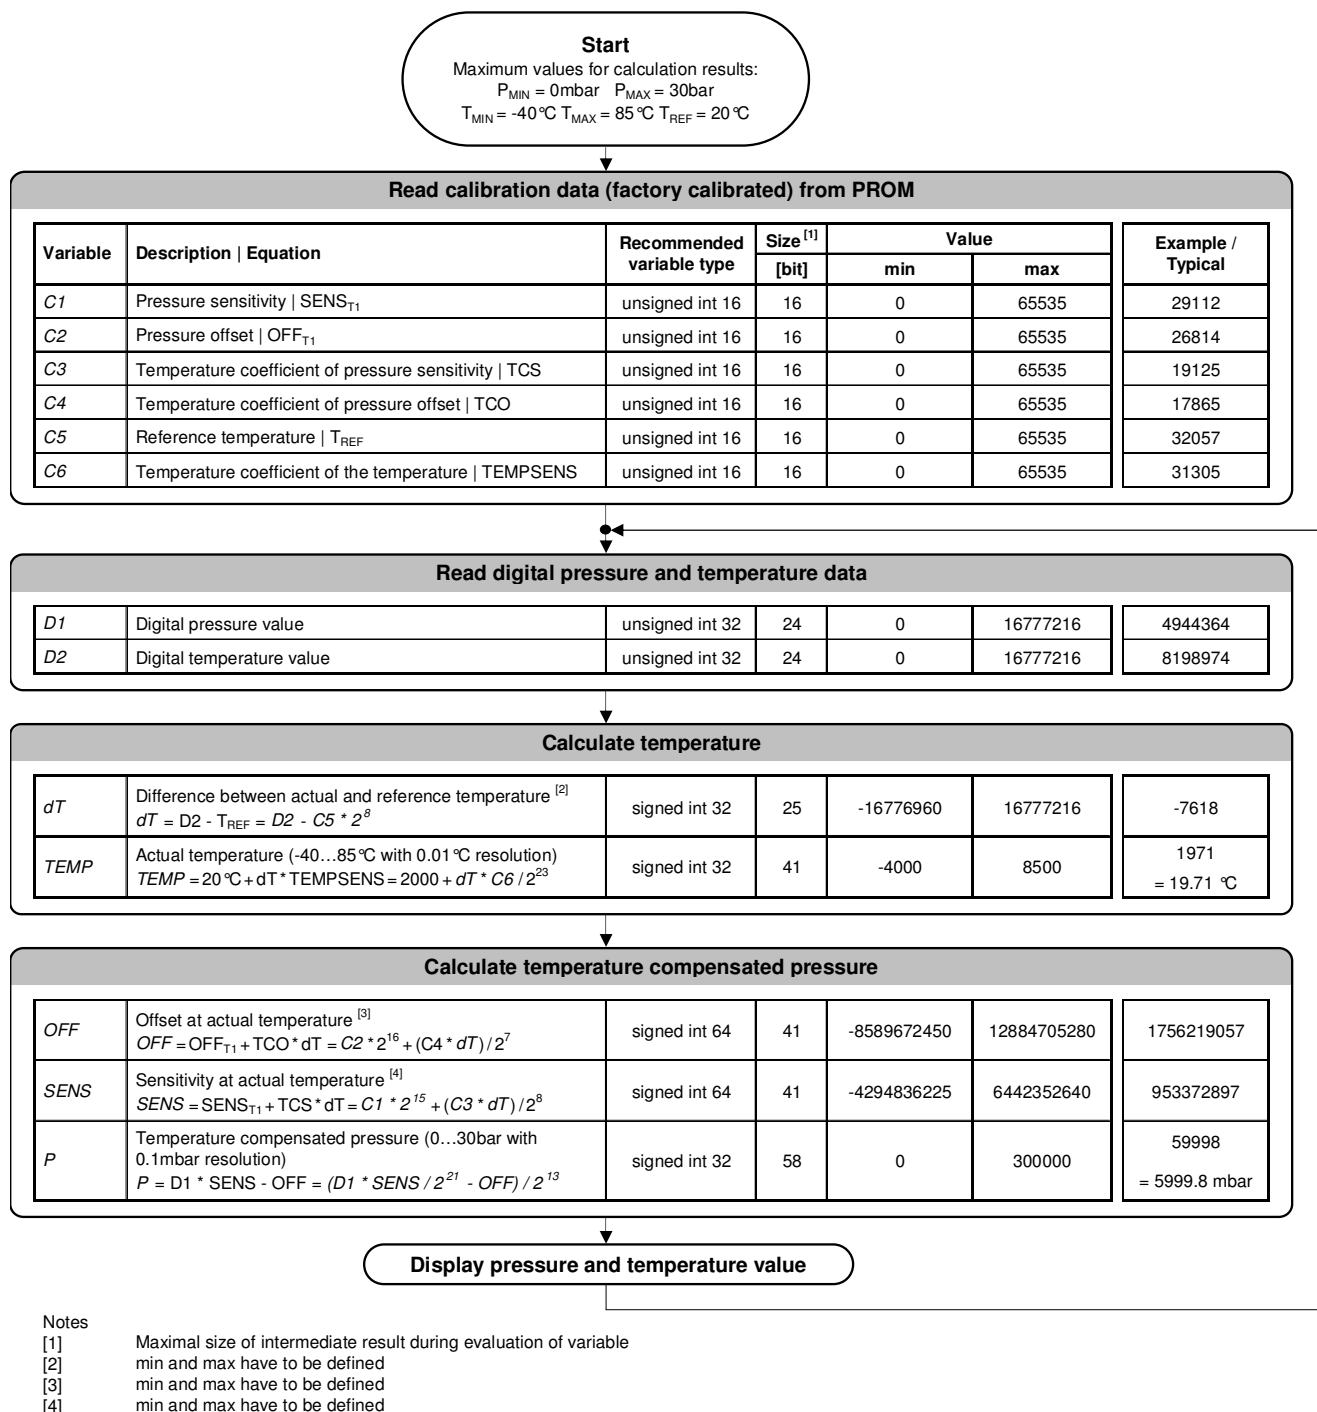 Start
Maximum values for calculation results:
P_MIN = 0mbar P_MAX = 30bar
T_MIN = -40°C T_MAX = 85°C T_REF = 20°C
Read calibration data (factory calibrated) from PROM
Variable Description | Equation Recommended variable type Size [1] [bit] Value min max Example / Typical
C1 Pressure sensitivity | SENS_T1 unsigned int 16 16 0 65535 29112
C2 Pressure offset | OFF_T1 unsigned int 16 16 0 65535 26814
C3 Temperature coefficient of pressure sensitivity | TCS unsigned int 16 16 0 65535 19125
C4 Temperature coefficient of pressure offset | TCO unsigned int 16 16 0 65535 17865
C5 Reference temperature | T_REF unsigned int 16 16 0 65535 32057
C6 Temperature coefficient of the temperature | TEMPSENS unsigned int 16 16 0 65535 31305
Read digital pressure and temperature data
D1 Digital pressure value unsigned int 32 24 0 16777216 4944364
D2 Digital temperature value unsigned int 32 24 0 16777216 8198974
Calculate temperature
dT Difference between actual and reference temperature [2]
dT = D2 - T_REF = D2 - C5 * 2^8 signed int 32 25 -16776960 16777216 -7618
TEMP Actual temperature (-40…85°C with 0.01°C resolution)
TEMP = 20°C + dT * TEMPSENS = 2000 + dT * C6 / 2^23 signed int 32 41 -4000 8500 1971
= 19.71 °C
Calculate temperature compensated pressure
OFF Offset at actual temperature [3]
OFF = OFF_T1 + TCO * dT = C2 * 2^16 + (C4 * dT) / 2^7 signed int 64 41 -8589672450 12884705280 1756219057
SENS Sensitivity at actual temperature [4]
SENS = SENS_T1 + TCS * dT = C1 * 2^15 + (C3 * dT) / 2^8 signed int 64 41 -4294836225 6442352640 953372897
P Temperature compensated pressure (0…30bar with
0.1mbar resolution)
P = D1 * SENS - OFF = (D1 * SENS / 2^21 - OFF) / 2^13 signed int 32 58 0 300000 59998
= 5999.8 mbar
Display pressure and temperature value
Notes
[1] Maximal size of intermediate result during evaluation of variable
[2] min and max have to be defined
[3] min and max have to be defined
[4] min and max have to be defined